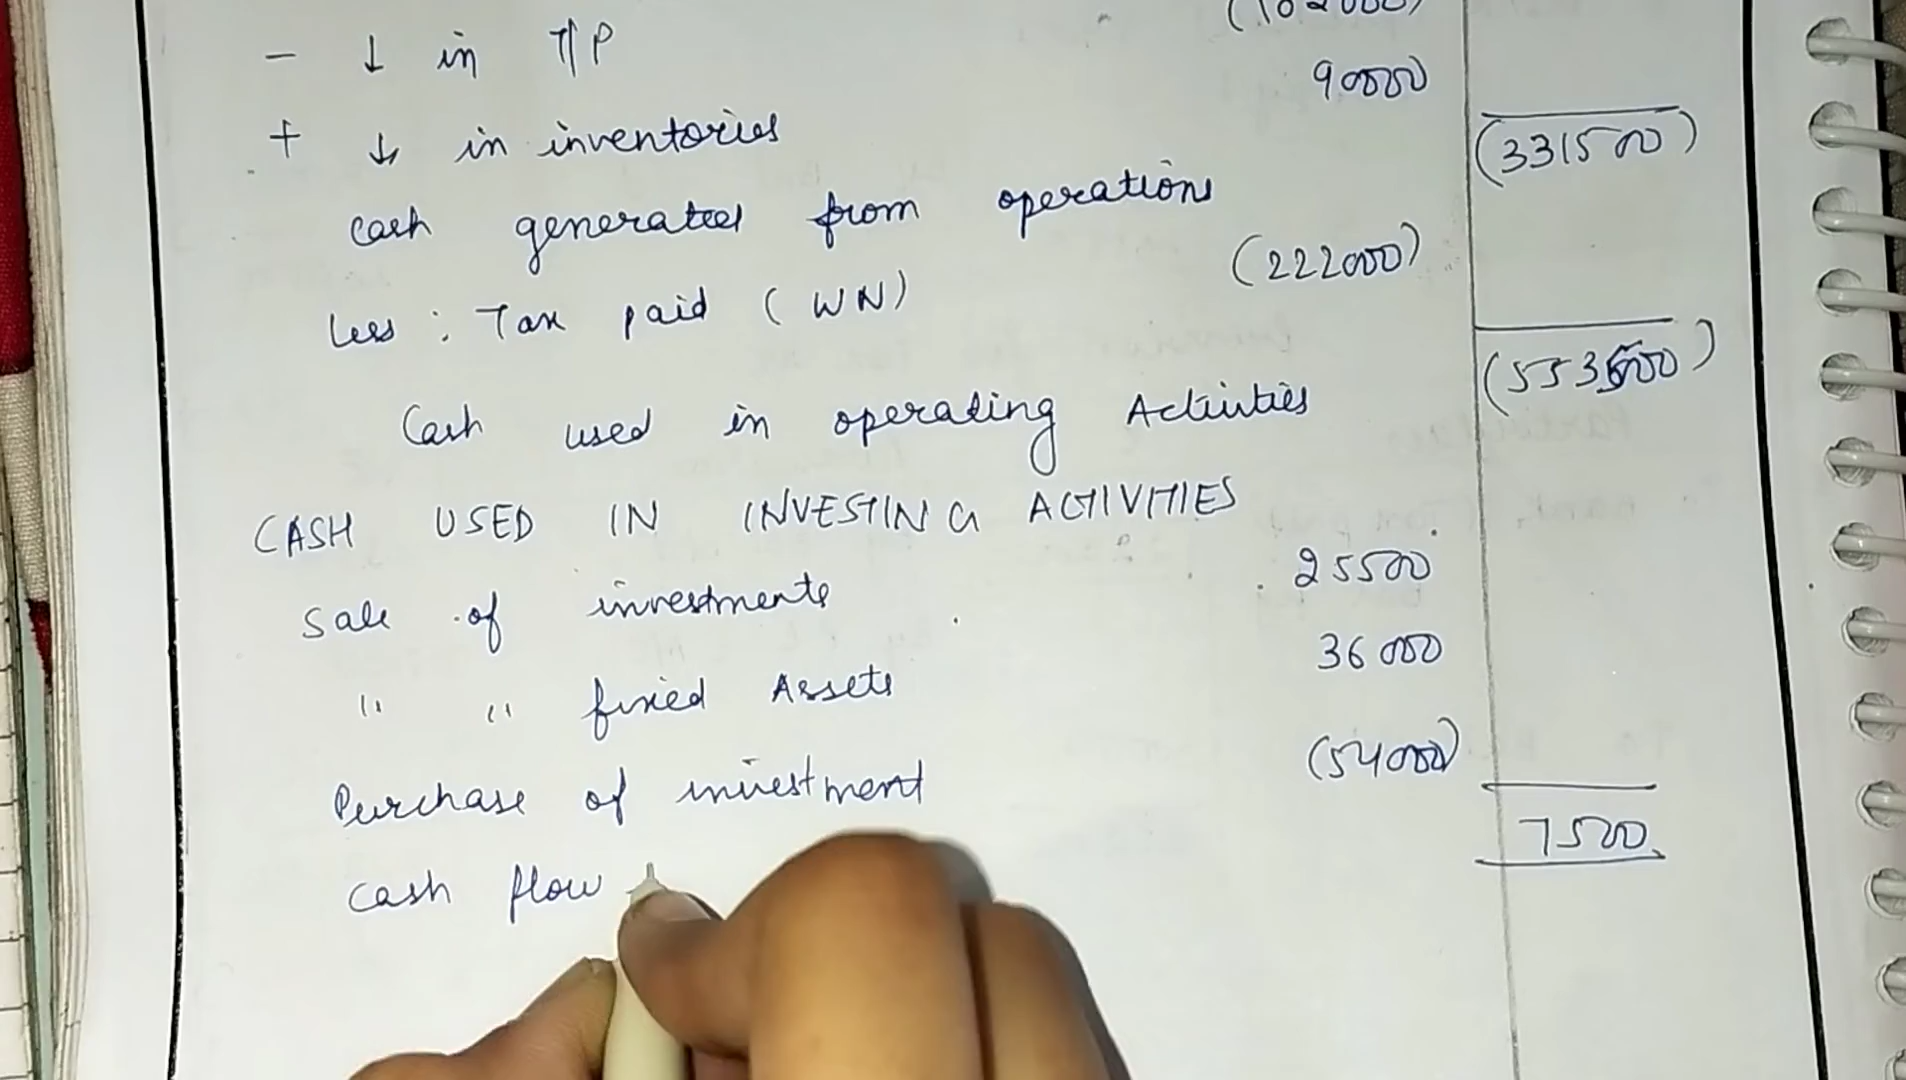 - ↓ in T/P (102000)
90000
+ ↓ in inventories (331500)
Cash generated from operations
Less : Tax paid (WN) (222000)
(553500)
Cash used in operating Activities
CASH USED IN INVESTING ACTIVITIES
Sale of investments 25500
" " fixed Assets 36000
Purchase of investment (54000)
7500
Cash flow